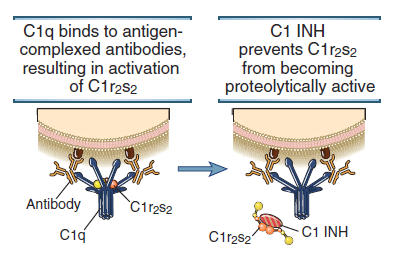 C1q binds to antigen-
complexed antibodies,
resulting in activation
of C1r2s2
C1 INH
prevents C1r2s2
from becoming
proteolytically active
Antibody
C1r2s2
C1q
C1r2s2
C1 INH